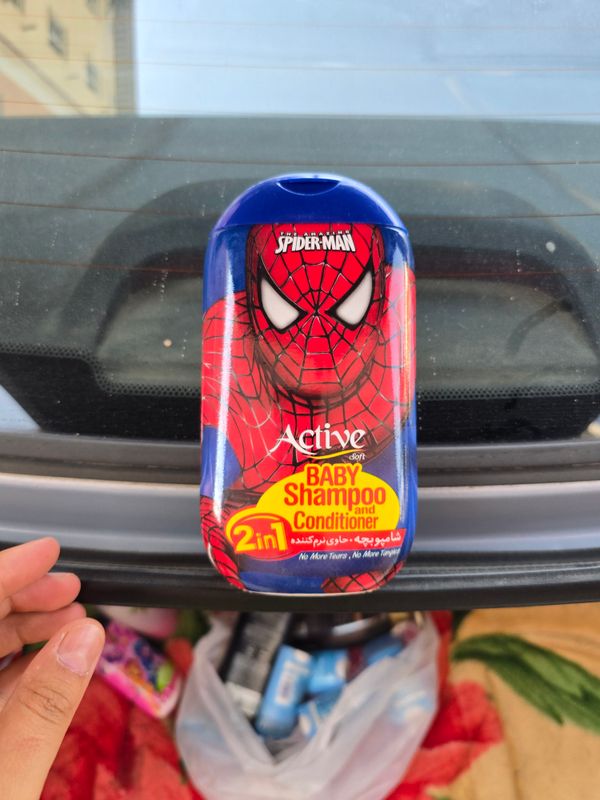 THE AMAZING
SPIDER-MAN
Active
Soft
BABY
Shampoo
and
Conditioner
2in1
شامپو بچه ، حاوی نرم کننده
No More Tears , No More Tangles